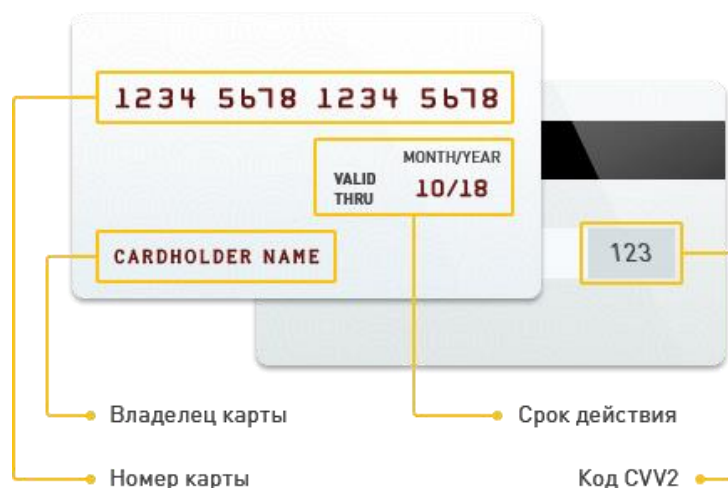 1234 5678 1234 5678
MONTH/YEAR
VALID THRU 10/18
CARDHOLDER NAME
123
Владелец карты
Срок действия
Номер карты
Код CVV2